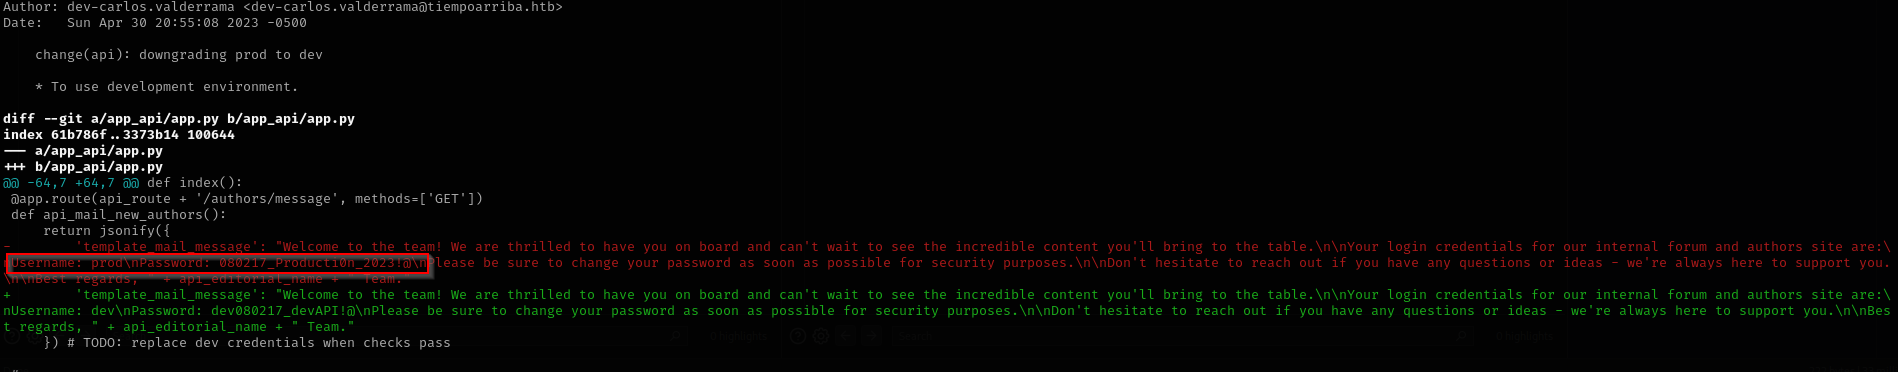 Author: dev-carlos.valderrama <dev-carlos.valderrama@tiempoarriba.htb>
Date:   Sun Apr 30 20:55:08 2023 -0500
    change(api): downgrading prod to dev
    * To use development environment.
diff --git a/app_api/app.py b/app_api/app.py
index 61b786f..3373b14 100644
--- a/app_api/app.py
+++ b/app_api/app.py
@@ -64,7 +64,7 @@ def index():
 @app.route(api_route + '/authors/message', methods=['GET'])
 def api_mail_new_authors():
     return jsonify({
-        'template_mail_message': "Welcome to the team! We are thrilled to have you on board and can't wait to see the incredible content you'll bring to the table.\n\nYour login credentials for our internal forum and authors site are:\
nUsername: prod\nPassword: 080217_Producti0n_2023!@\nPlease be sure to change your password as soon as possible for security purposes.\n\nDon't hesitate to reach out if you have any questions or ideas - we're always here to support you.
\n\nBest regards, " + api_editorial_name + " Team."
+        'template_mail_message': "Welcome to the team! We are thrilled to have you on board and can't wait to see the incredible content you'll bring to the table.\n\nYour login credentials for our internal forum and authors site are:\
nUsername: dev\nPassword: dev080217_devAPI!@\nPlease be sure to change your password as soon as possible for security purposes.\n\nDon't hesitate to reach out if you have any questions or ideas - we're always here to support you.\n\nBes
t regards, " + api_editorial_name + " Team."
     }) # TODO: replace dev credentials when checks pass